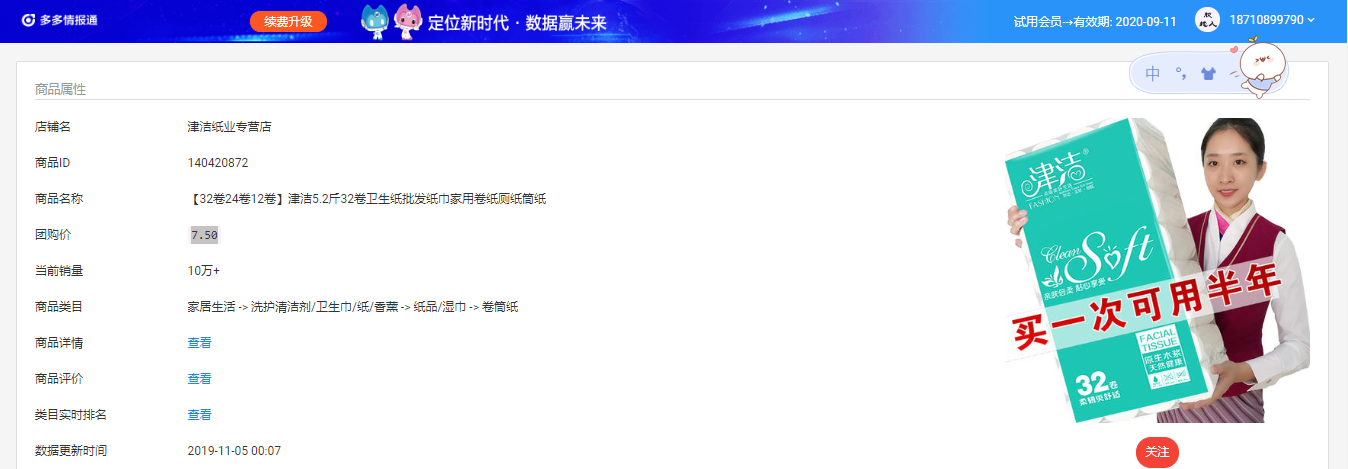 多多情报通
续费升级
定位新时代 · 数据赢未来
试用会员→有效期: 2020-09-11
18710899790
中 °,
商品属性
店铺名 津洁纸业专营店
商品ID 140420872
商品名称 【32卷24卷12卷】津洁5.2斤32卷卫生纸批发纸巾家用卷纸厕纸筒纸
团购价 7.50
当前销量 10万+
商品类目 家居生活 -> 洗护清洁剂/卫生巾/纸/香薰 -> 纸品/湿巾 -> 卷筒纸
商品详情 查看
商品评价 查看
类目实时排名 查看
数据更新时间 2019-11-05 00:07
津洁®
FASHION
Clean Soft
亲肤倍柔 贴心享受
买一次可用半年
FACIAL
TISSUE
原生木浆
天然健康
32卷
柔韧爽舒适
关注